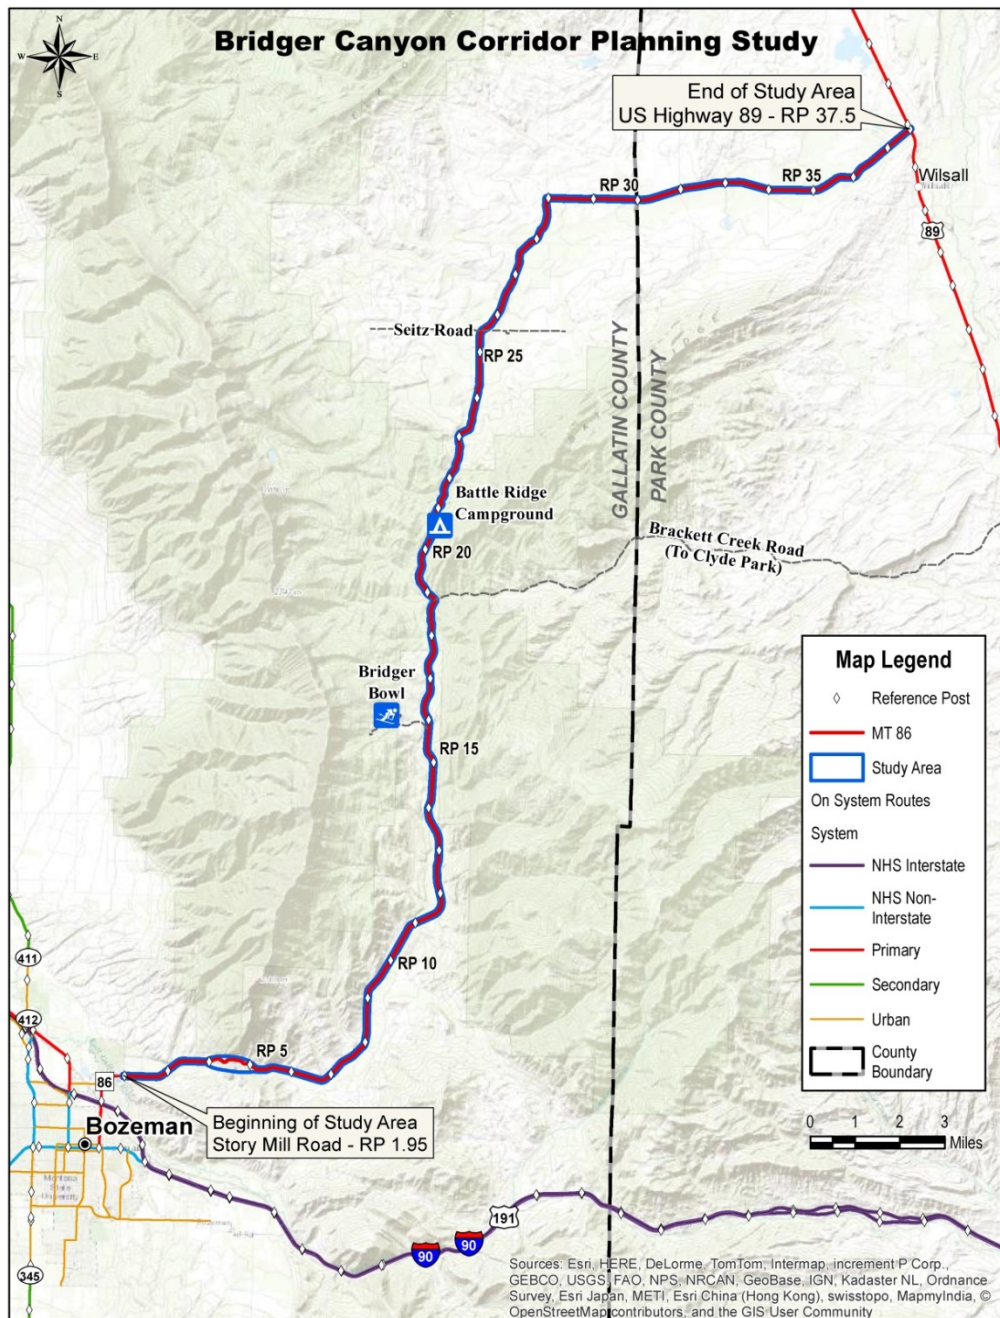 N
W
E
S
Bridger Canyon Corridor Planning Study
End of Study Area
US Highway 89 - RP 37.5
RP 30
RP 35
Wilsall
Wilsall
89
Seitz Road
RP 25
GALLATIN COUNTY
PARK COUNTY
Battle Ridge
Campground
RP 20
Brackett Creek Road
(To Clyde Park)
Bridger
Bowl
RP 15
Map Legend
Reference Post
MT 86
Study Area
On System Routes
System
NHS Interstate
NHS Non-
Interstate
Primary
Secondary
Urban
County
Boundary
RP 10
411
412
RP 5
86
Beginning of Study Area
Story Mill Road - RP 1.95
Bozeman
0 1 2 3
Miles
Montana
State
University
191
90
90
345
Sources: Esri, HERE, DeLorme, TomTom, Intermap, increment P Corp.,
GEBCO, USGS, FAO, NPS, NRCAN, GeoBase, IGN, Kadaster NL, Ordnance
Survey, Esri Japan, METI, Esri China (Hong Kong), swisstopo, MapmyIndia, ©
OpenStreetMap contributors, and the GIS User Community